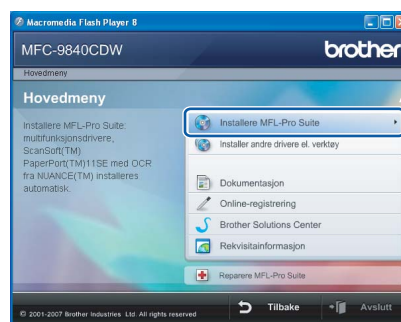 Macromedia Flash Player 8
MFC-9840CDW
brother
Hovedmeny
Hovedmeny
Installere MFL-Pro Suite:
multifunksjonsdrivere,
ScanSoft(TM)
PaperPort(TM)11SE med OCR
fra NUANCE(TM) installeres
automatisk.
Installere MFL-Pro Suite
Installer andre drivere el. verktøy
Dokumentasjon
Online-registrering
Brother Solutions Center
Rekvisitainformasjon
Reparere MFL-Pro Suite
© 2001-2007 Brother Industries Ltd. All rights reserved
Tilbake
Avslutt